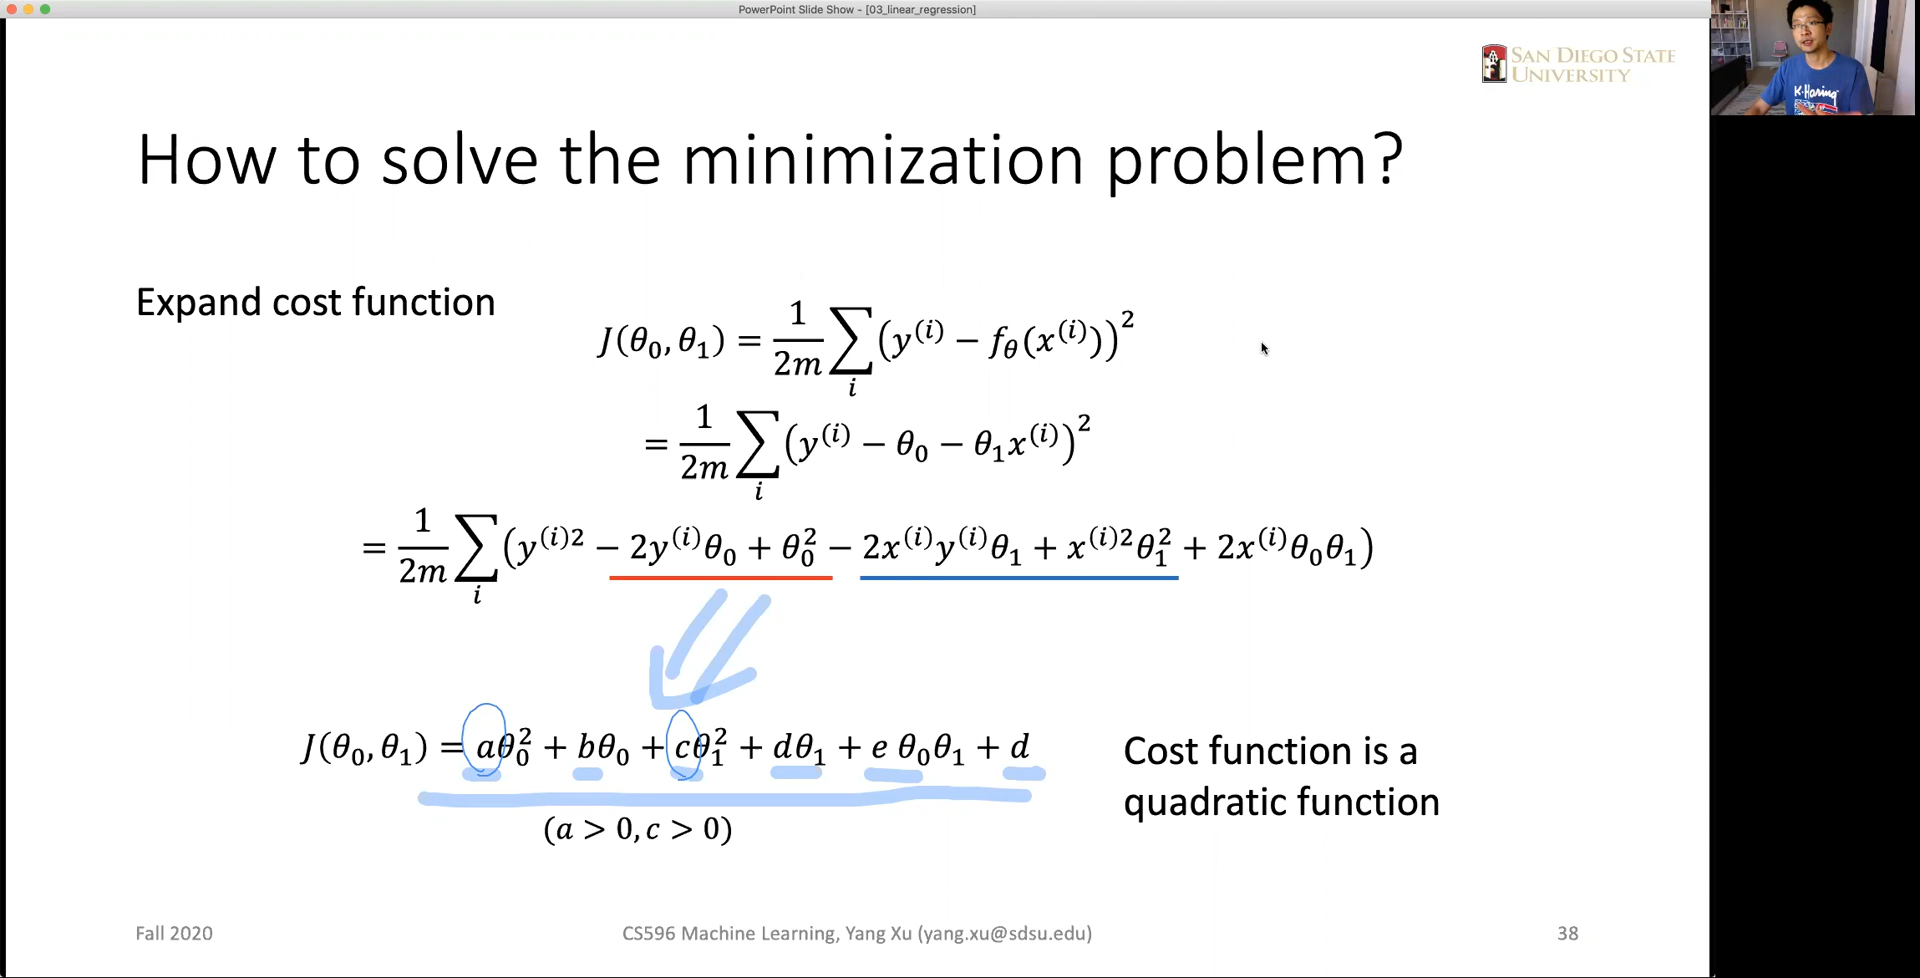 PowerPoint Slide Show - [03_linear_regression]
SAN DIEGO STATE
UNIVERSITY
K·Haring
How to solve the minimization problem?
Expand cost function
J(θ₀, θ₁) = 1/2m ∑ᵢ (y⁽ⁱ⁾ − f_θ(x⁽ⁱ⁾))²
= 1/2m ∑ᵢ (y⁽ⁱ⁾ − θ₀ − θ₁x⁽ⁱ⁾)²
= 1/2m ∑ᵢ (y⁽ⁱ⁾² − 2y⁽ⁱ⁾θ₀ + θ₀² − 2x⁽ⁱ⁾y⁽ⁱ⁾θ₁ + x⁽ⁱ⁾²θ₁² + 2x⁽ⁱ⁾θ₀θ₁)
J(θ₀, θ₁) = aθ₀² + bθ₀ + cθ₁² + dθ₁ + e θ₀θ₁ + d
(a > 0, c > 0)
Cost function is a
quadratic function
Fall 2020
CS596 Machine Learning, Yang Xu (yang.xu@sdsu.edu)
38